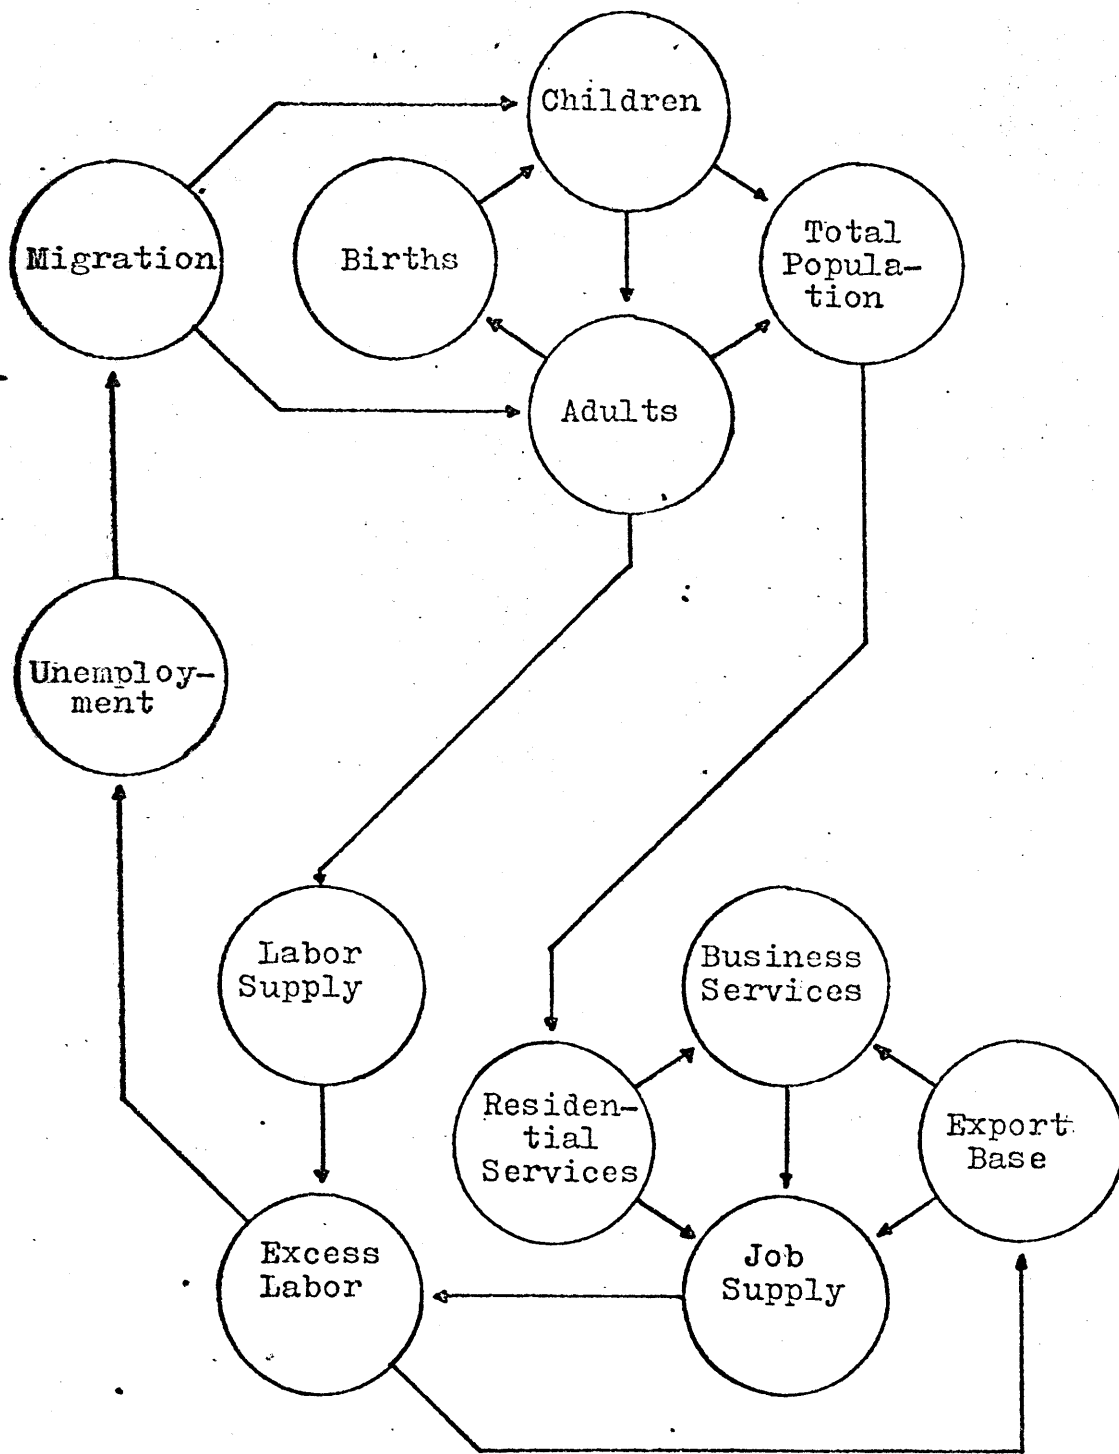 Children
Migration
Births
Total
Popula-
tion
Adults
Unemploy-
ment
Labor
Supply
Business
Services
Residen-
tial
Services
Export
Base
Excess
Labor
Job
Supply